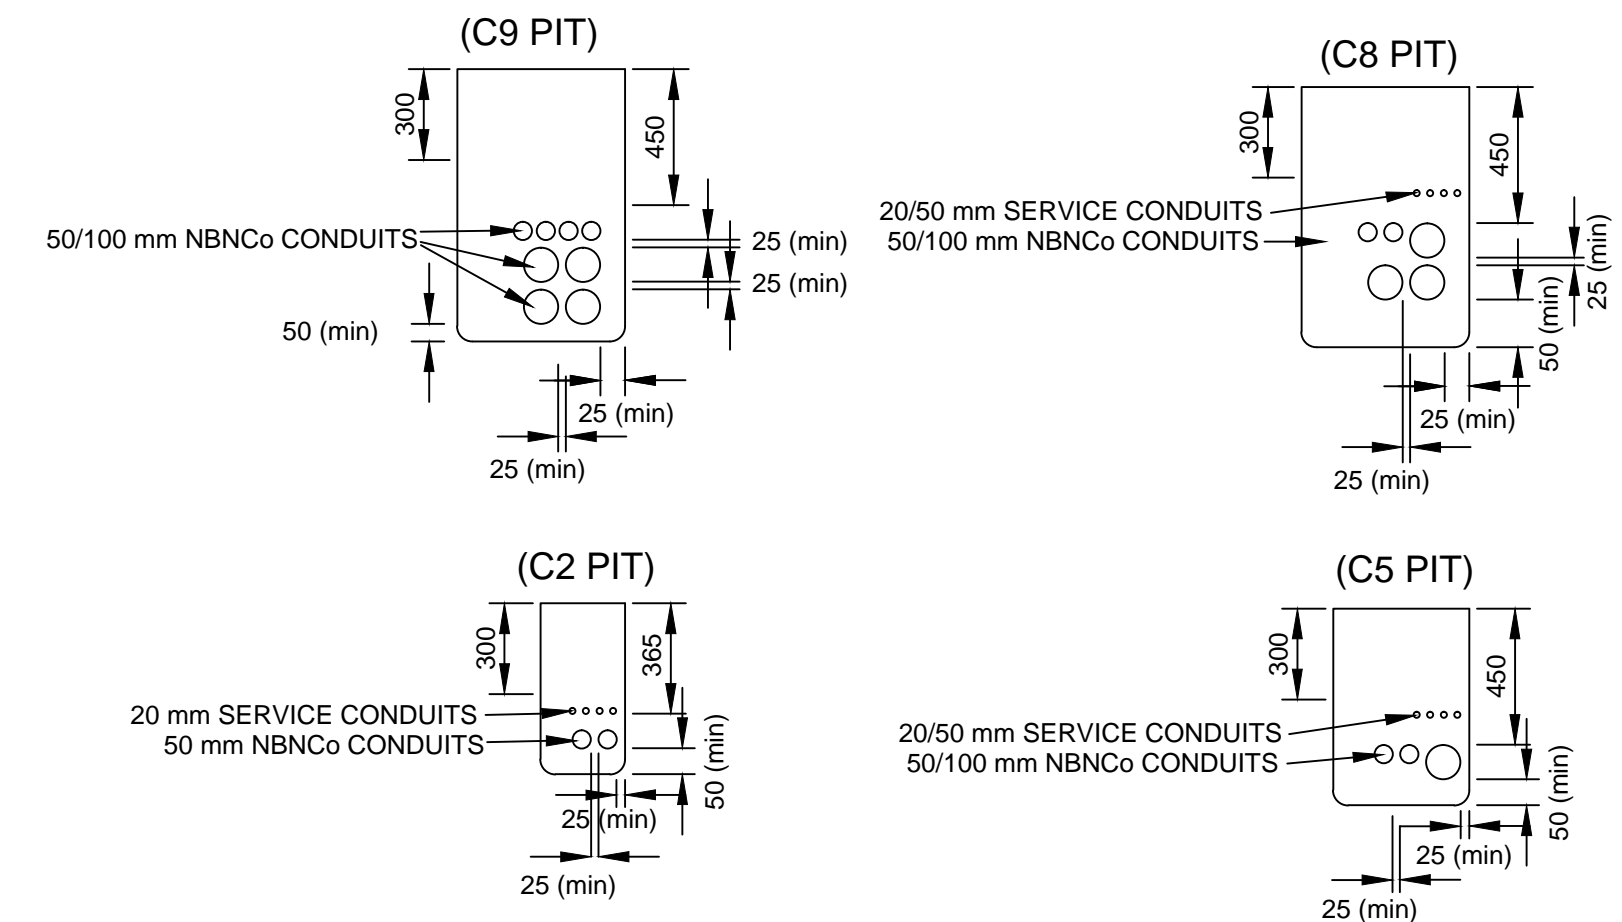 (C9 PIT)
300
450
50/100 mm NBNCo CONDUITS
25 (min)
25 (min)
50 (min)
25 (min)
25 (min)
(C8 PIT)
300
450
20/50 mm SERVICE CONDUITS
50/100 mm NBNCo CONDUITS
25 (min)
50 (min)
25 (min)
25 (min)
(C2 PIT)
300
365
20 mm SERVICE CONDUITS
50 mm NBNCo CONDUITS
50 (min)
25 (min)
25 (min)
(C5 PIT)
300
450
20/50 mm SERVICE CONDUITS
50/100 mm NBNCo CONDUITS
50 (min)
25 (min)
25 (min)